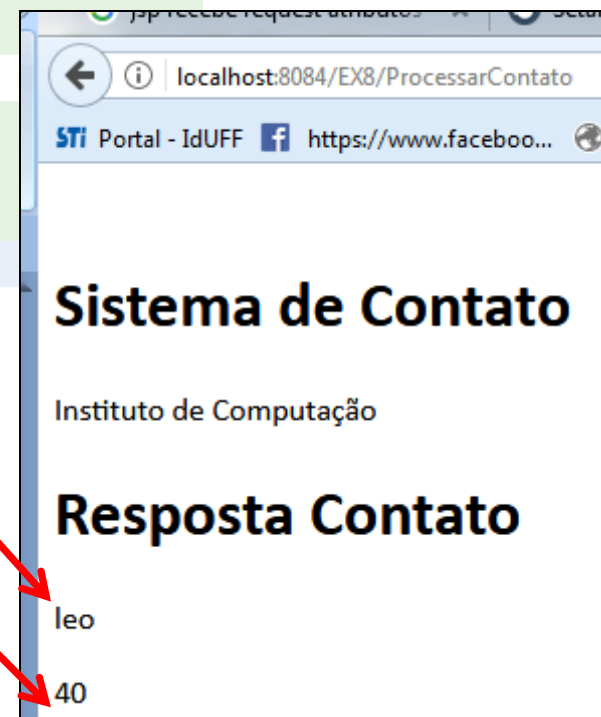 jsp recebe request atributos
localhost:8084/EX8/ProcessarContato
STi Portal - IdUFF f https://www.faceboo...
Sistema de Contato
Instituto de Computação
Resposta Contato
leo
40